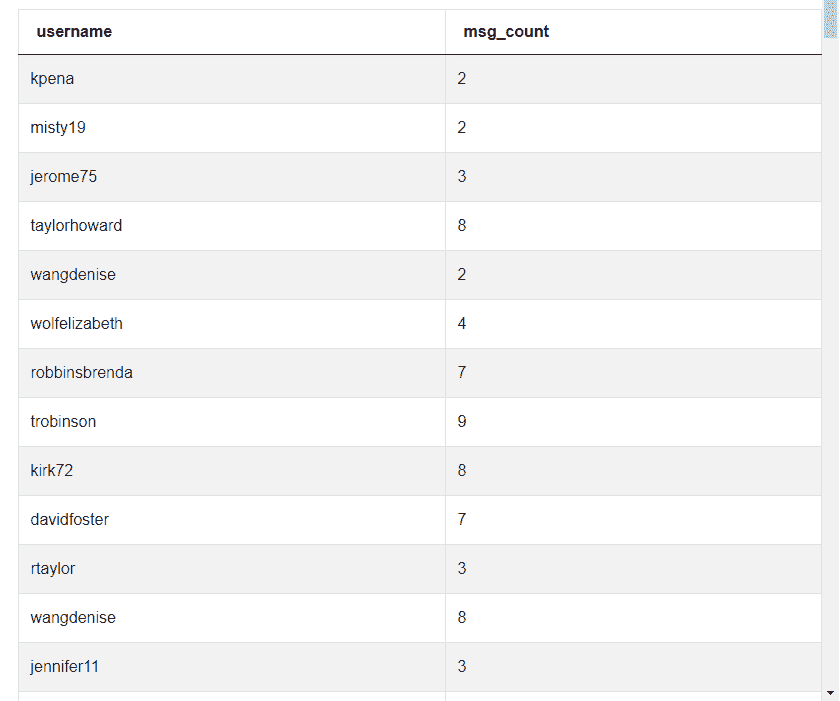 username msg_count
kpena 2
misty19 2
jerome75 3
taylorhoward 8
wangdenise 2
wolfelizabeth 4
robbinsbrenda 7
trobinson 9
kirk72 8
davidfoster 7
rtaylor 3
wangdenise 8
jennifer11 3